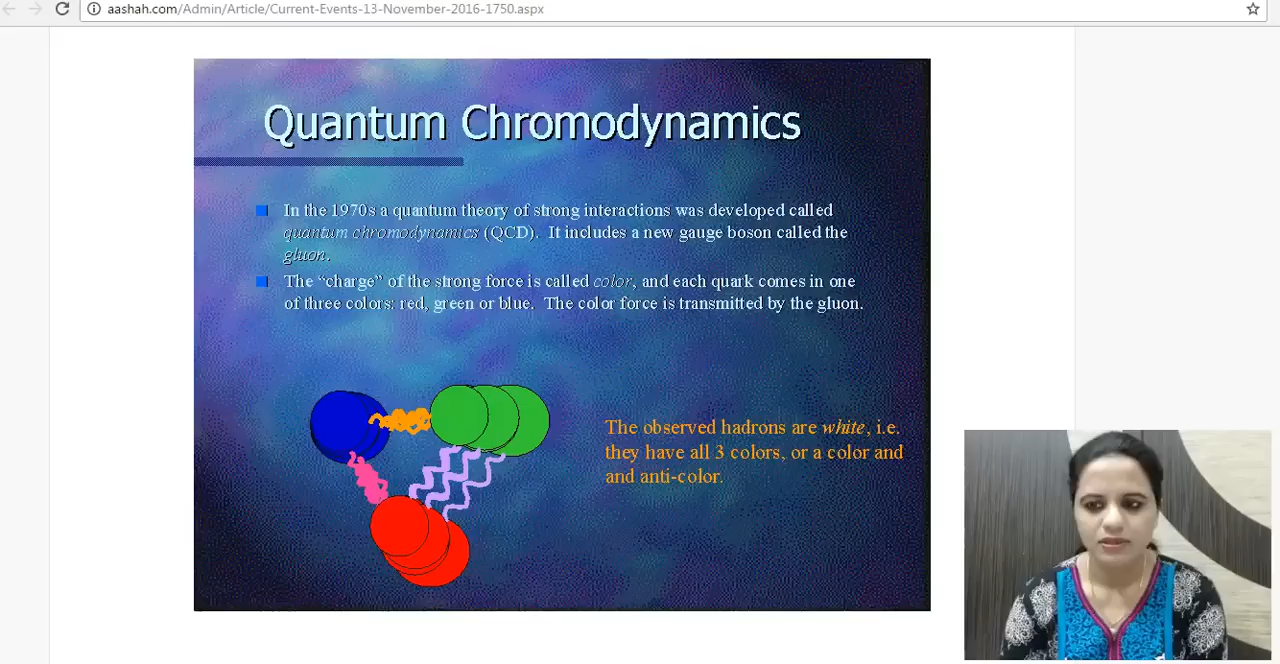 aashah.com/Admin/Article/Current-Events-13-November-2016-1750.aspx
Quantum Chromodynamics
In the 1970s a quantum theory of strong interactions was developed called
quantum chromodynamics (QCD). It includes a new gauge boson called the
gluon.
The “charge” of the strong force is called color, and each quark comes in one
of three colors: red, green or blue. The color force is transmitted by the gluon.
The observed hadrons are white, i.e.
they have all 3 colors, or a color and
and anti-color.